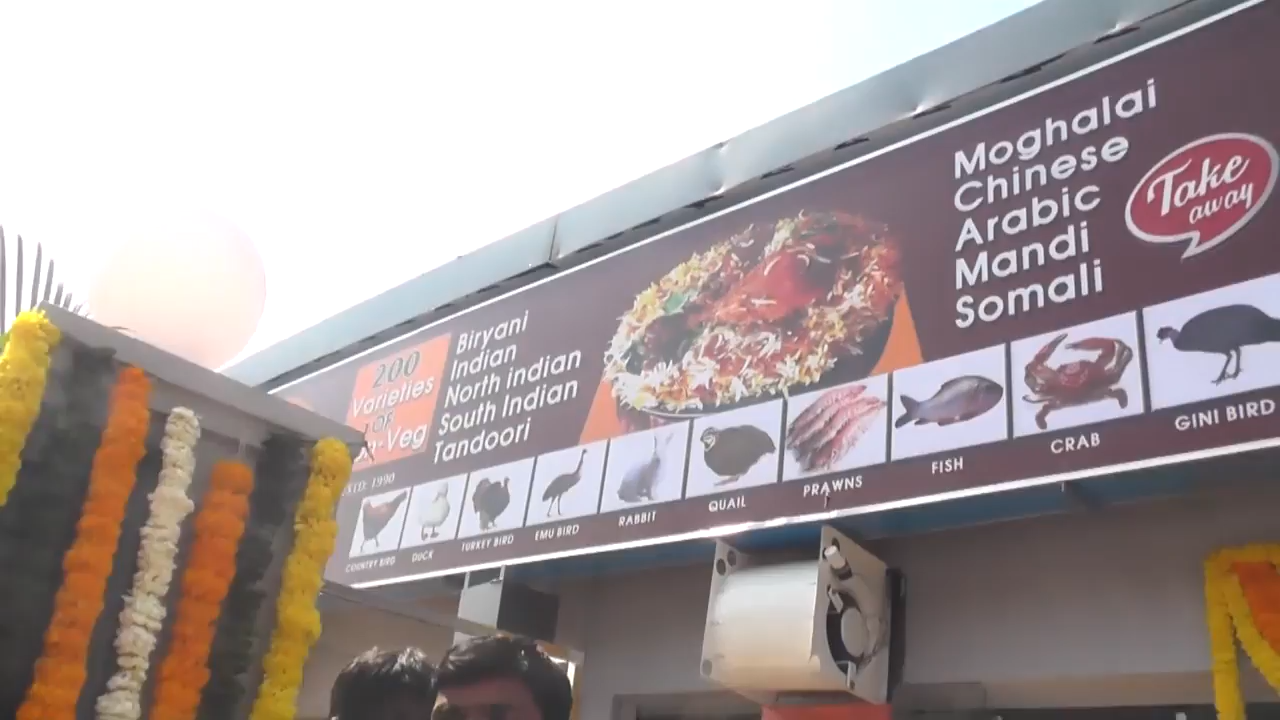 200
Varieties
OF
-Veg
ESTD: 1990
Biryani
Indian
North indian
South Indian
Tandoori
Moghalai
Chinese
Arabic
Mandi
Somali
Take
away
COUNTRY BIRD
DUCK
TURKEY BIRD
EMU BIRD
RABBIT
QUAIL
PRAWNS
FISH
CRAB
GINI BIRD